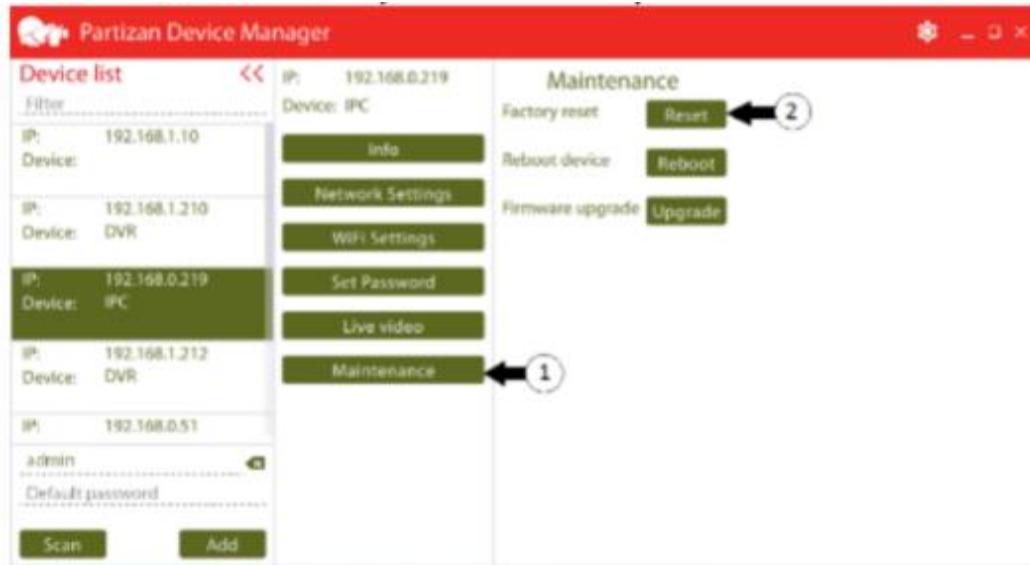 Partizan Device Manager
Device list <<
Filter
IP: 192.168.1.10
Device:
IP: 192.168.1.210
Device: DVR
IP: 192.168.0.219
Device: IPC
IP: 192.168.1.212
Device: DVR
IP: 192.168.0.51
admin
Default password
Scan Add
IP: 192.168.0.219
Device: IPC
Info
Network Settings
WiFi Settings
Set Password
Live video
Maintenance 1
Maintenance
Factory reset Reset 2
Reboot device Reboot
Firmware upgrade Upgrade